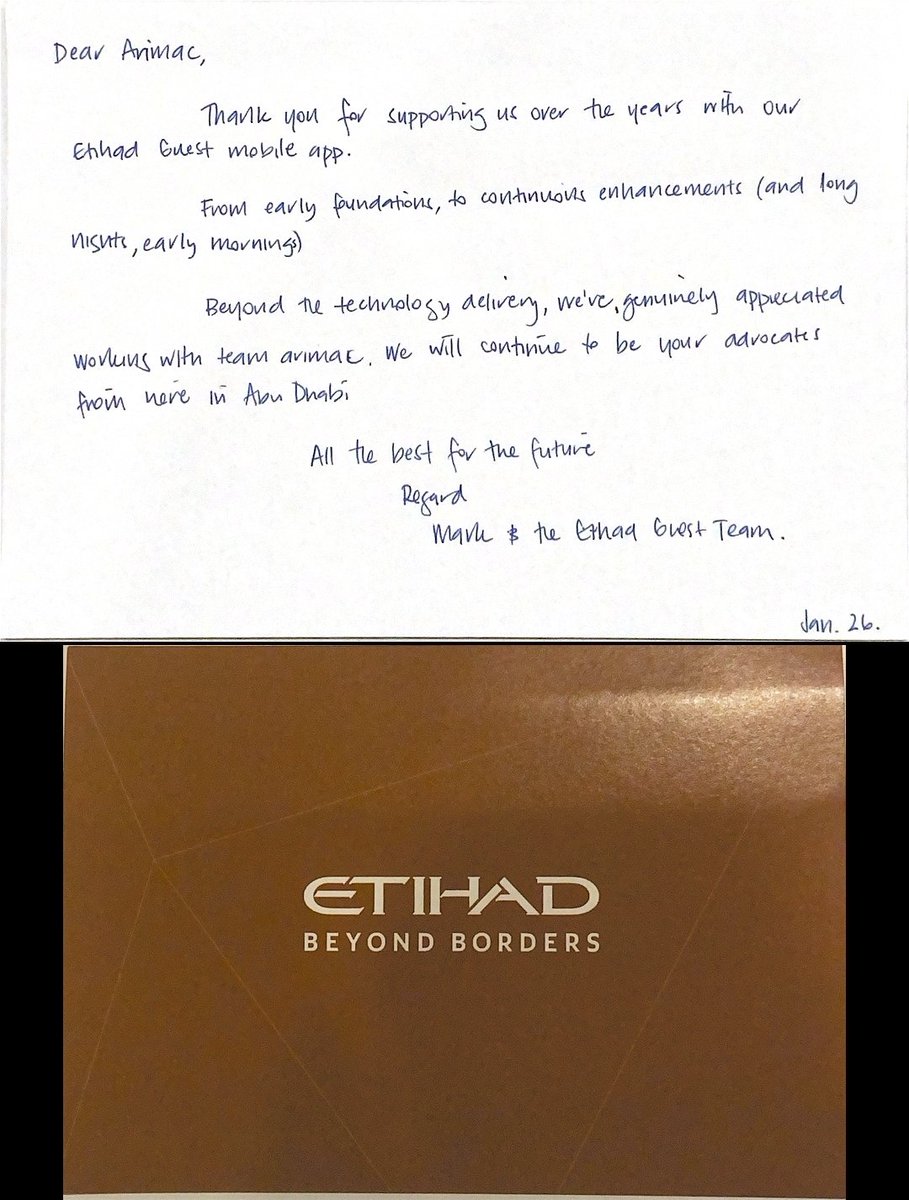 Dear Arimac,
Thank you for supporting us over the years with our
Etihad Guest mobile app.
From early foundations, to continuous enhancements (and long
nights, early mornings)
Beyond the technology delivery, we've genuinely appreciated
working with team arimac. We will continue to be your advocates
from here in Abu Dhabi
All the best for the future
Regard
Mark & the Etihad Guest Team.
Jan. 26.
ETIHAD
BEYOND BORDERS